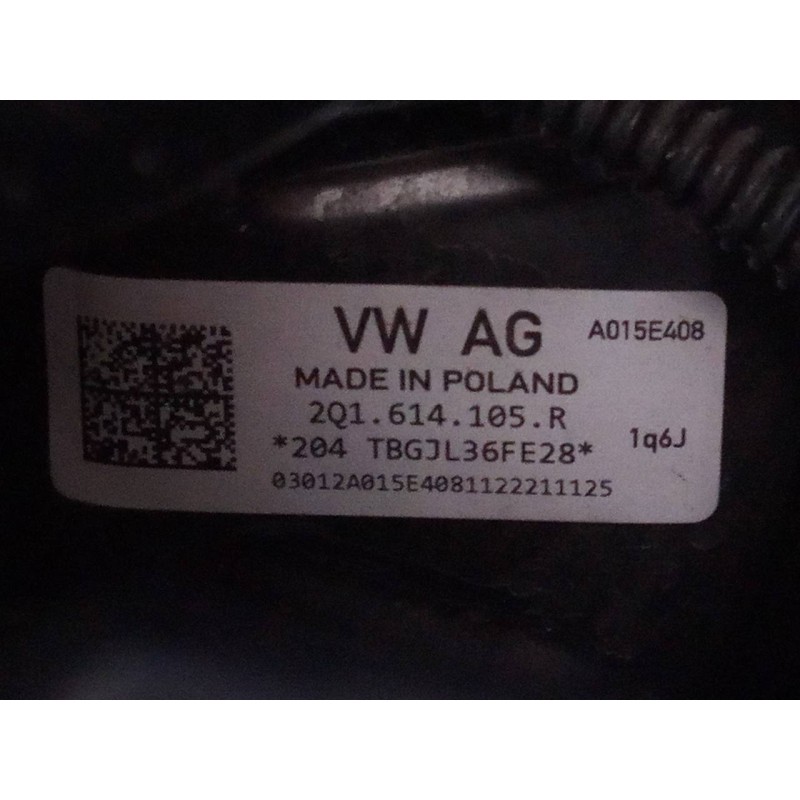 VW AG A015E408
MADE IN POLAND
2Q1.614.105.R
*204 TBGJL36FE28* 1q6J
03012A015E4081122211125